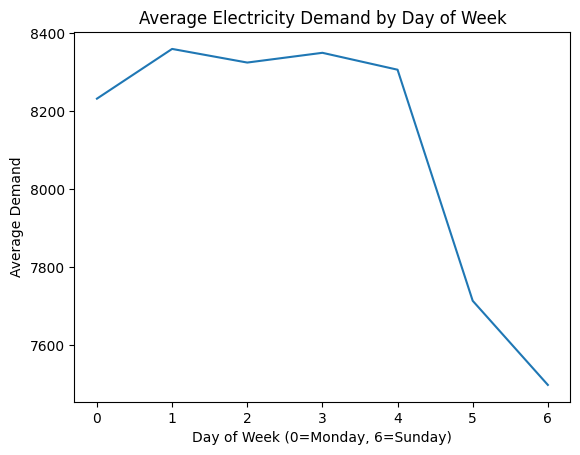 Average Electricity Demand by Day of Week
8400
8200
8000
7800
7600
Average Demand
0 1 2 3 4 5 6
Day of Week (0=Monday, 6=Sunday)